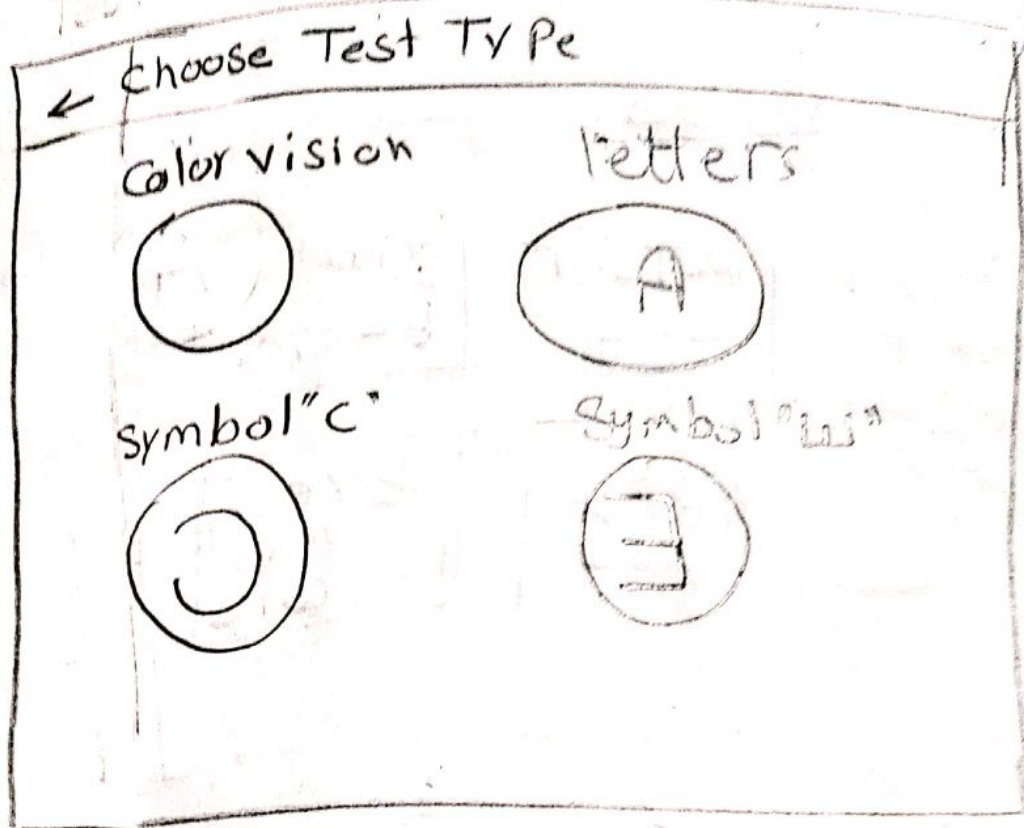 ← Choose Test Type
Color vision
letters
A
Symbol "C"
Symbol "Ш"